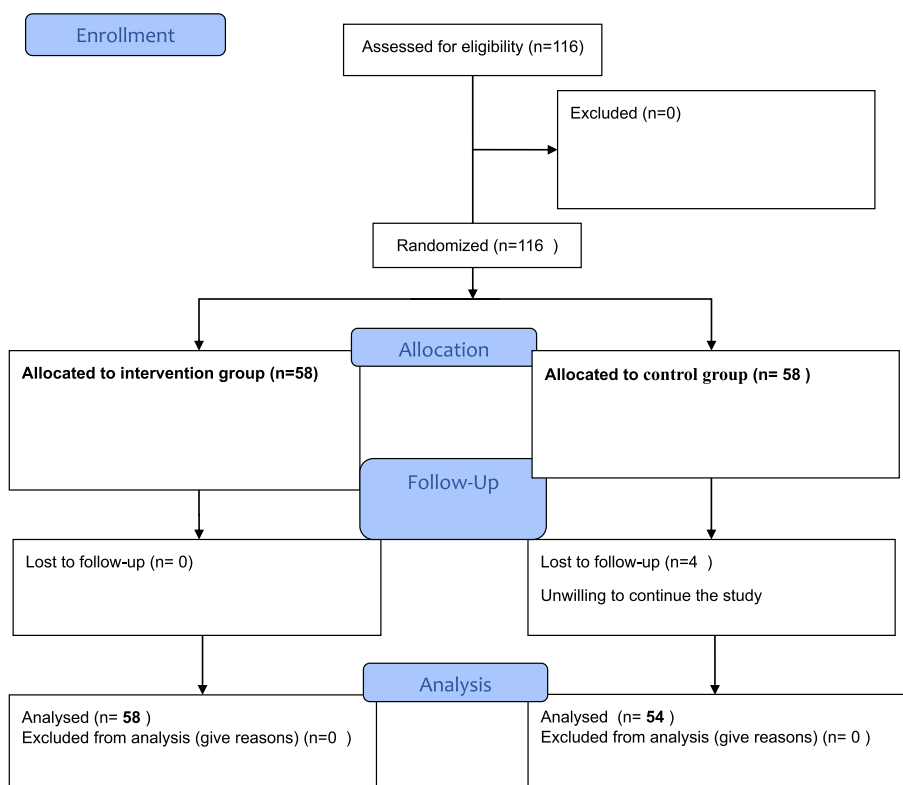 Enrollment
Assessed for eligibility (n=116)
Excluded (n=0)
Randomized (n=116 )
Allocation
Allocated to intervention group (n=58)
Allocated to control group (n= 58 )
Follow-Up
Lost to follow-up (n= 0)
Lost to follow-up (n=4 )
Unwilling to continue the study
Analysis
Analysed (n= 58 )
Excluded from analysis (give reasons) (n=0 )
Analysed (n= 54 )
Excluded from analysis (give reasons) (n= 0 )